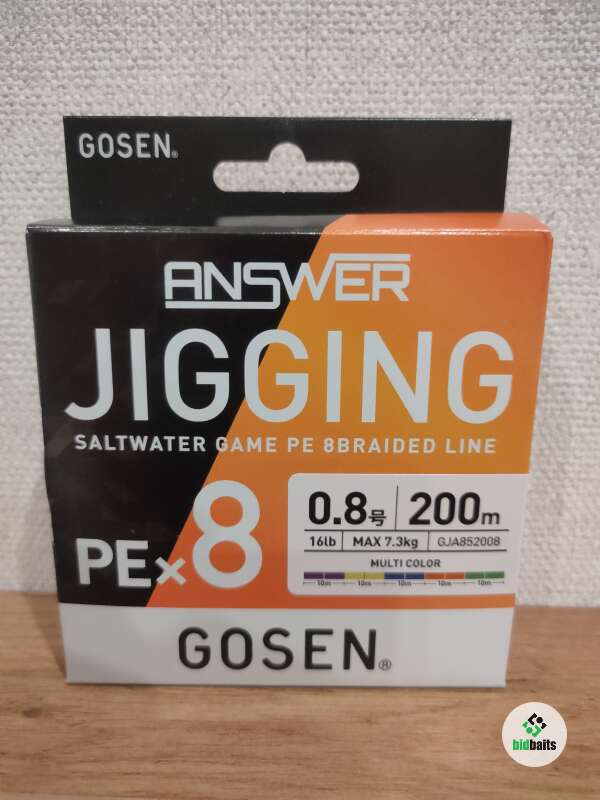 GOSEN®
ANSWER
JIGGING
SALTWATER GAME PE 8BRAIDED LINE
PE×8
0.8号 200m
16lb MAX 7.3kg GJA852008
MULTI COLOR
10m 10m 10m 10m 10m
GOSEN®
bidbaits